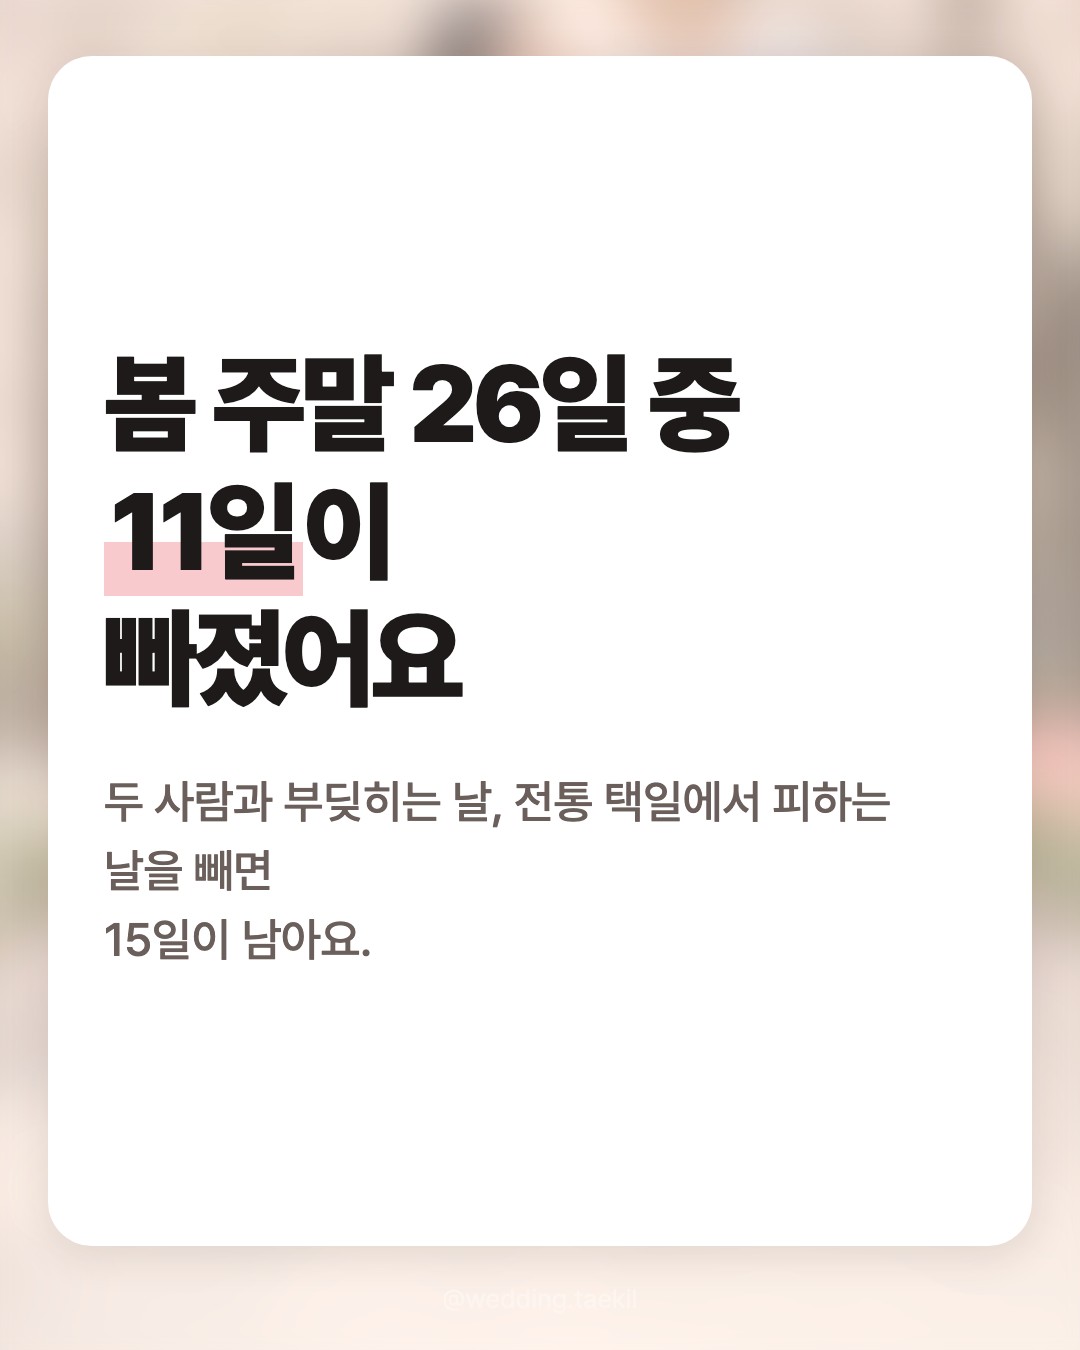 봄 주말 26일 중
11일이
빠졌어요
두 사람과 부딪히는 날, 전통 택일에서 피하는
날을 빼면
15일이 남아요.
@wedding.taekil